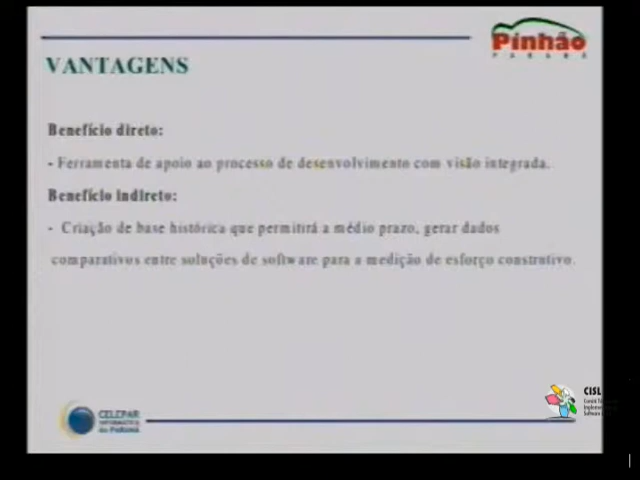 Pinhão
PARANÁ
VANTAGENS
Benefício direto:
- Ferramenta de apoio ao processo de desenvolvimento com visão integrada.
Benefício indireto:
- Criação de base histórica que permitirá a médio prazo, gerar dados
comparativos entre soluções de software para a medição de esforço construtivo.
CELEPAR
INFORMÁTICA
do PARANÁ
CISL